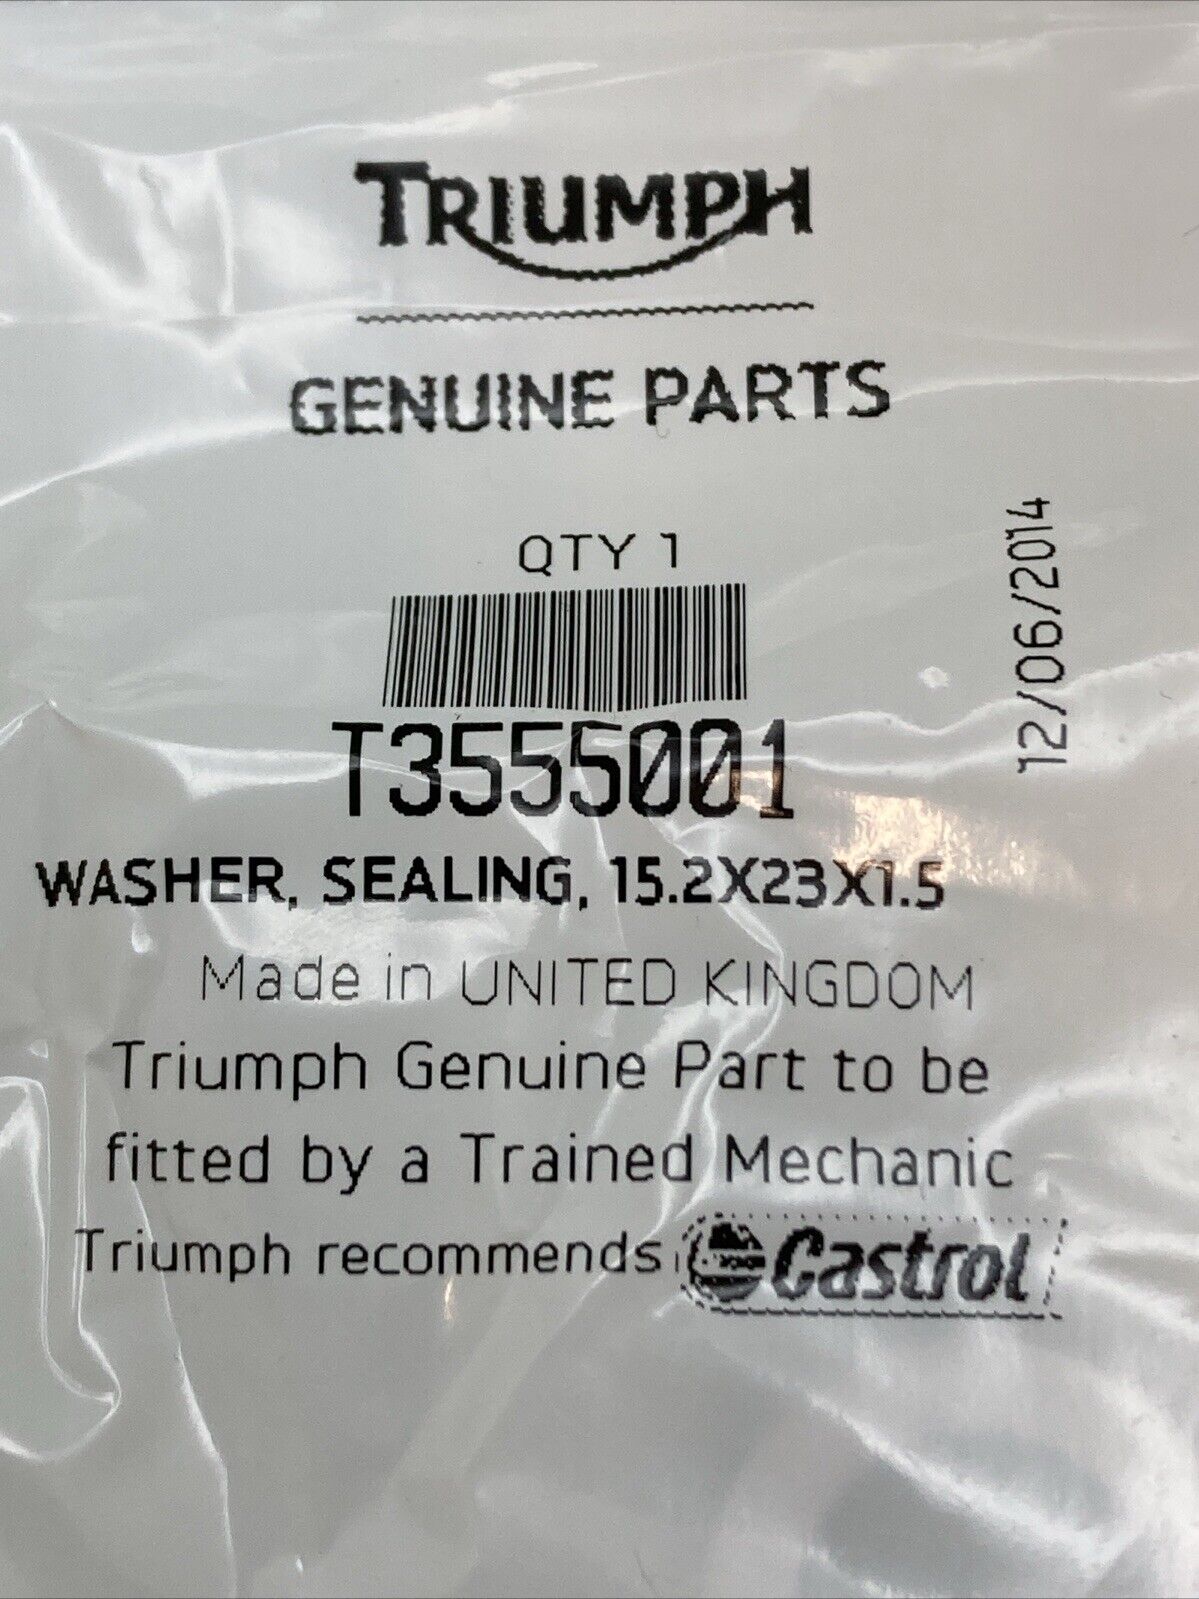 TRIUMPH
GENUINE PARTS
QTY 1
12/06/2014
T3555001
WASHER, SEALING, 15.2X23X1.5
Made in UNITED KINGDOM
Triumph Genuine Part to be
fitted by a Trained Mechanic
Triumph recommends Castrol